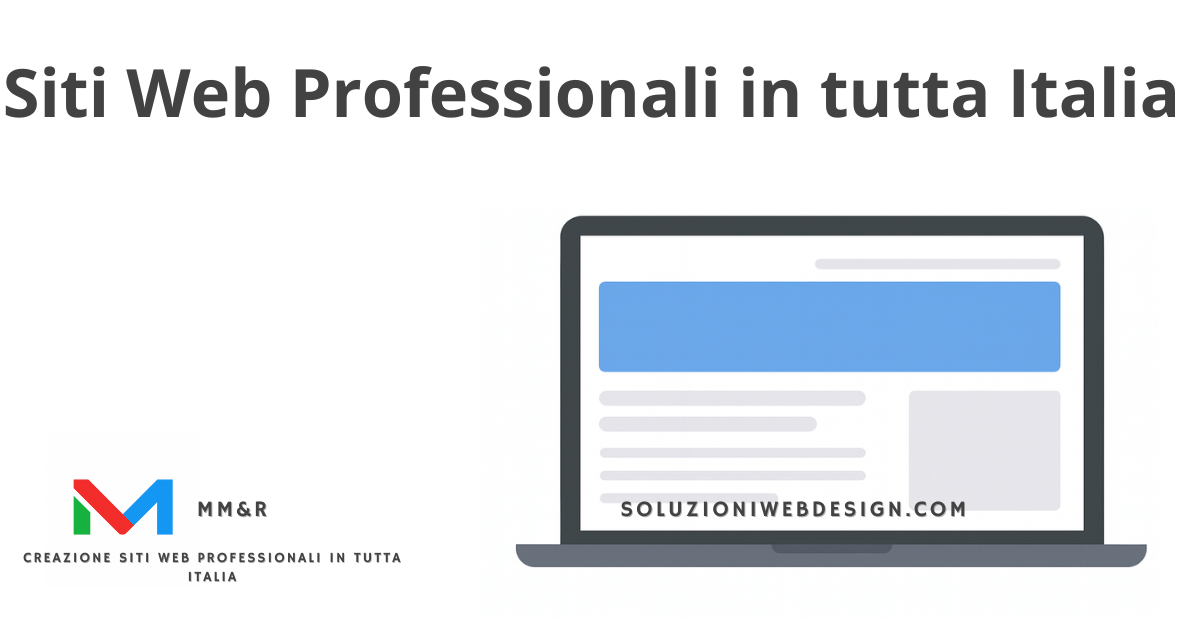 Siti Web Professionali in tutta Italia
MM&R
SOLUZIONIWEBDESIGN.COM
CREAZIONE SITI WEB PROFESSIONALI IN TUTTA
ITALIA